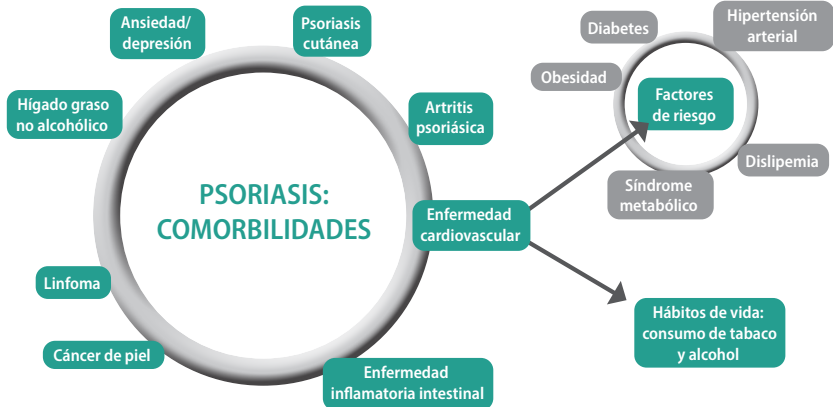 PSORIASIS:
COMORBILIDADES
Ansiedad/
depresión
Psoriasis
cutánea
Artritis
psoriásica
Enfermedad
cardiovascular
Enfermedad
inflamatoria intestinal
Cáncer de piel
Linfoma
Hígado graso
no alcohólico
Factores
de riesgo
Diabetes
Hipertensión
arterial
Dislipemia
Síndrome
metabólico
Obesidad
Hábitos de vida:
consumo de tabaco
y alcohol